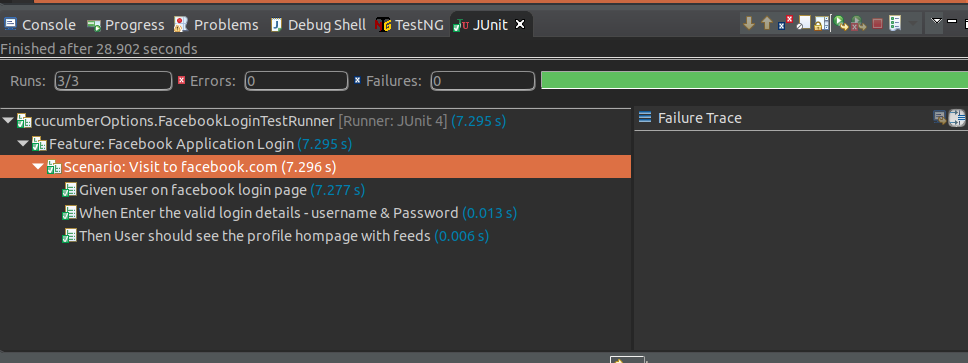 Console Progress Problems Debug Shell TestNG JUnit
Finished after 28.902 seconds
Runs: 3/3 Errors: 0 Failures: 0
cucumberOptions.FacebookLoginTestRunner [Runner: JUnit 4] (7.295 s)
Failure Trace
Feature: Facebook Application Login (7.295 s)
Scenario: Visit to facebook.com (7.296 s)
Given user on facebook login page (7.277 s)
When Enter the valid login details - username & Password (0.013 s)
Then User should see the profile hompage with feeds (0.006 s)